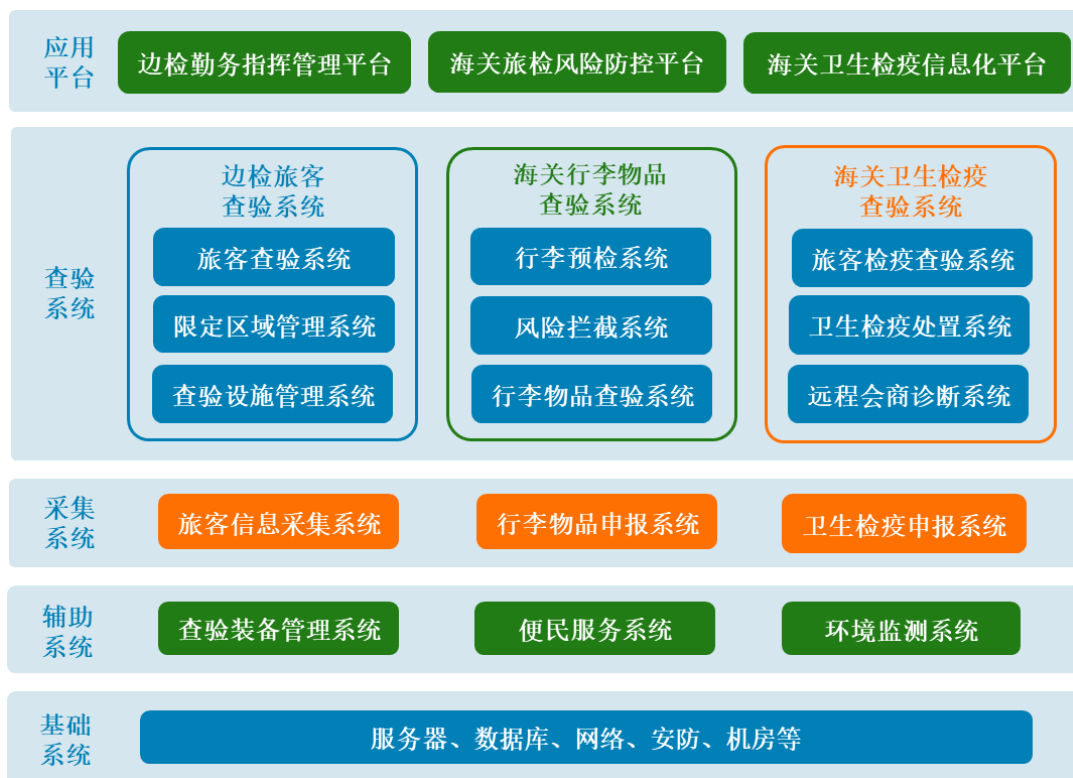 应用
平台
边检勤务指挥管理平台
海关旅检风险防控平台
海关卫生检疫信息化平台
查验
系统
边检旅客
查验系统
旅客查验系统
限定区域管理系统
查验设施管理系统
海关行李物品
查验系统
行李预检系统
风险拦截系统
行李物品查验系统
海关卫生检疫
查验系统
旅客检疫查验系统
卫生检疫处置系统
远程会商诊断系统
采集
系统
旅客信息采集系统
行李物品申报系统
卫生检疫申报系统
辅助
系统
查验装备管理系统
便民服务系统
环境监测系统
基础
系统
服务器、数据库、网络、安防、机房等